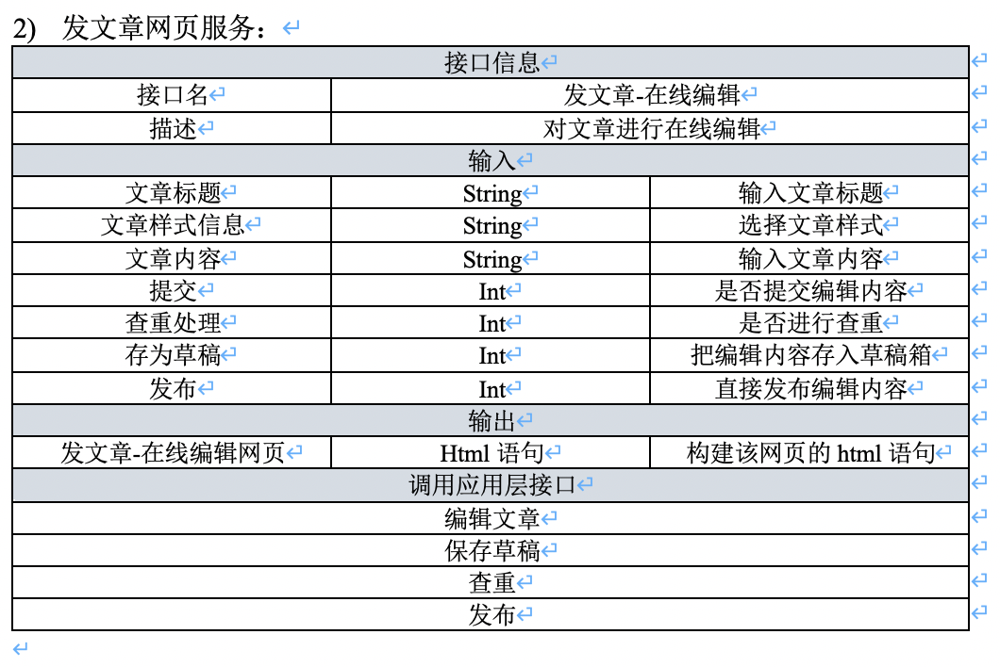 2) 发文章网页服务：
接口信息
接口名 发文章-在线编辑
描述 对文章进行在线编辑
输入
文章标题 String 输入文章标题
文章样式信息 String 选择文章样式
文章内容 String 输入文章内容
提交 Int 是否提交编辑内容
查重处理 Int 是否进行查重
存为草稿 Int 把编辑内容存入草稿箱
发布 Int 直接发布编辑内容
输出
发文章-在线编辑网页 Html 语句 构建该网页的 html 语句
调用应用层接口
编辑文章
保存草稿
查重
发布